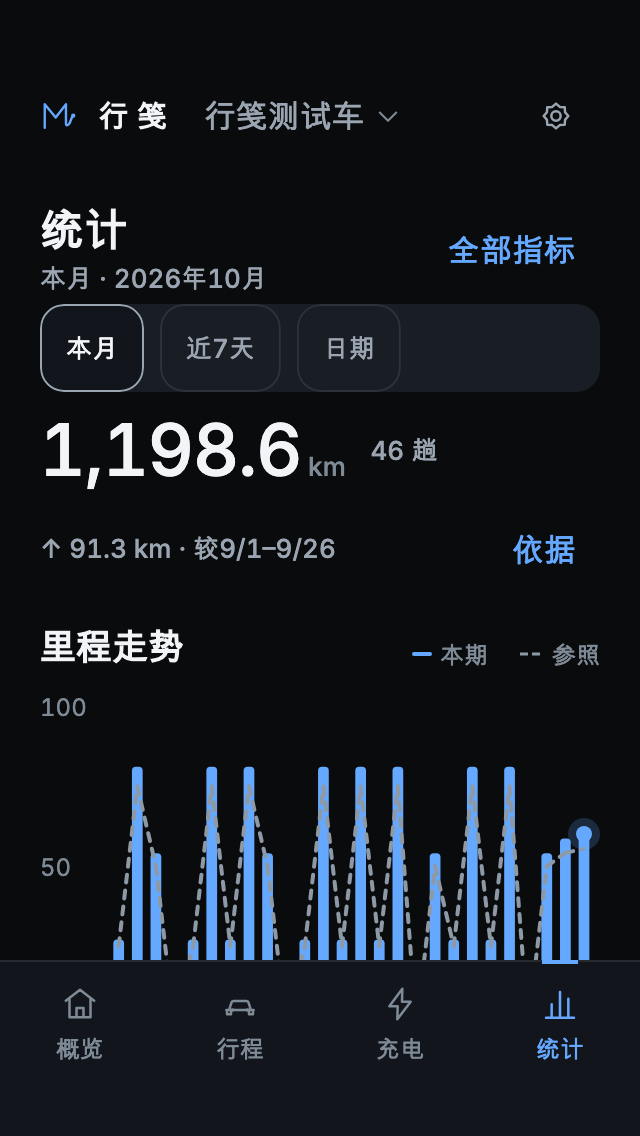 行笺 行笺测试车
统计
全部指标
本月 · 2026年10月
本月 近7天 日期
1,198.6 km 46 趟
↑ 91.3 km · 较9/1–9/26 依据
里程走势 本期 参照
100
50
概览 行程 充电 统计